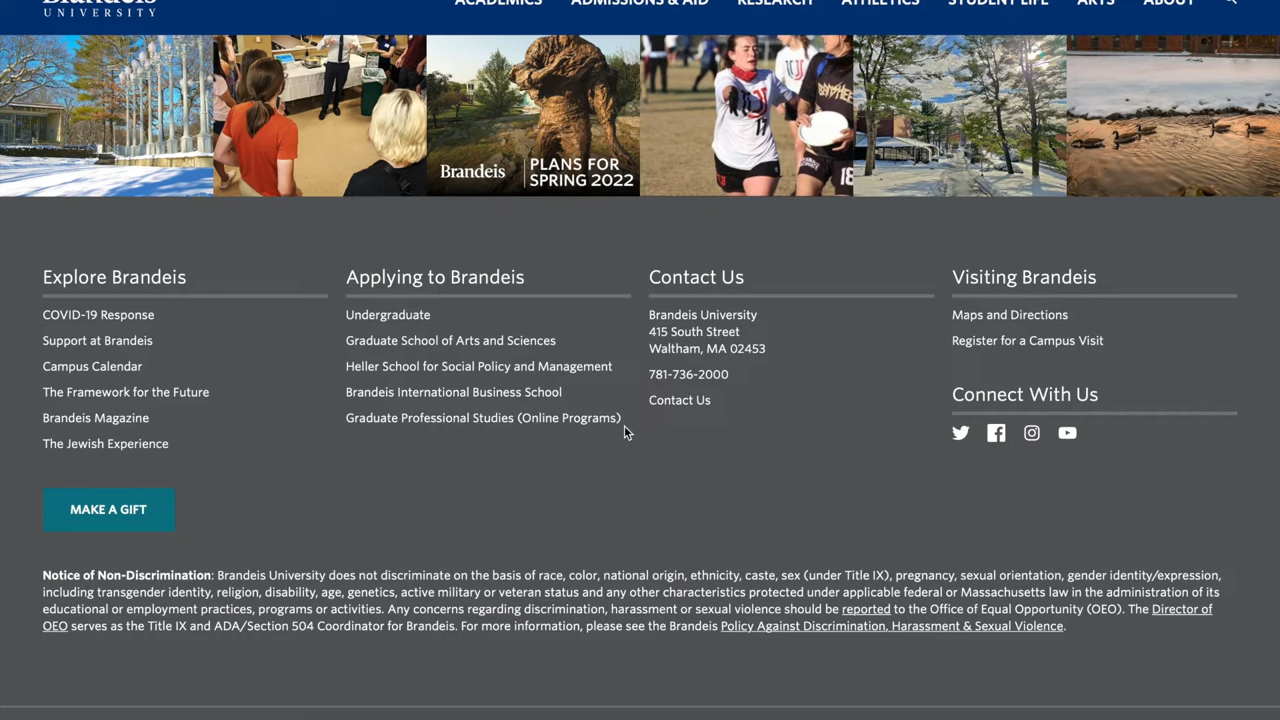 Brandeis
UNIVERSITY
ACADEMICS ADMISSIONS & AID RESEARCH ATHLETICS STUDENT LIFE ARTS ABOUT
Brandeis PLANS FOR
SPRING 2022
18
Explore Brandeis
COVID-19 Response
Support at Brandeis
Campus Calendar
The Framework for the Future
Brandeis Magazine
The Jewish Experience
Applying to Brandeis
Undergraduate
Graduate School of Arts and Sciences
Heller School for Social Policy and Management
Brandeis International Business School
Graduate Professional Studies (Online Programs)
Contact Us
Brandeis University
415 South Street
Waltham, MA 02453
781-736-2000
Contact Us
Visiting Brandeis
Maps and Directions
Register for a Campus Visit
Connect With Us
MAKE A GIFT
Notice of Non-Discrimination: Brandeis University does not discriminate on the basis of race, color, national origin, ethnicity, caste, sex (under Title IX), pregnancy, sexual orientation, gender identity/expression,
including transgender identity, religion, disability, age, genetics, active military or veteran status and any other characteristics protected under applicable federal or Massachusetts law in the administration of its
educational or employment practices, programs or activities. Any concerns regarding discrimination, harassment or sexual violence should be reported to the Office of Equal Opportunity (OEO). The Director of
OEO serves as the Title IX and ADA/Section 504 Coordinator for Brandeis. For more information, please see the Brandeis Policy Against Discrimination, Harassment & Sexual Violence.